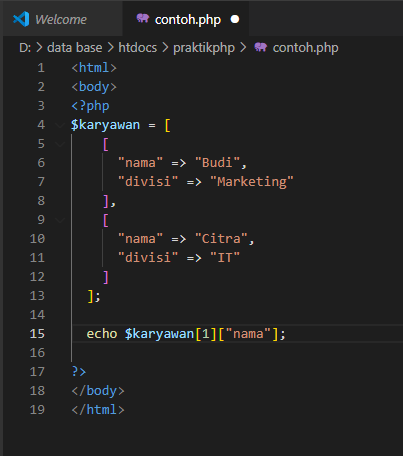 Welcome contoh.php
D: > data base > htdocs > praktikphp > contoh.php
1 <html>
2 <body>
3 <?php
4 $karyawan = [
5 [
6 "nama" => "Budi",
7 "divisi" => "Marketing"
8 ],
9 [
10 "nama" => "Citra",
11 "divisi" => "IT"
12 ]
13 ];
14
15 echo $karyawan[1]["nama"];
16
17 ?>
18 </body>
19 </html>